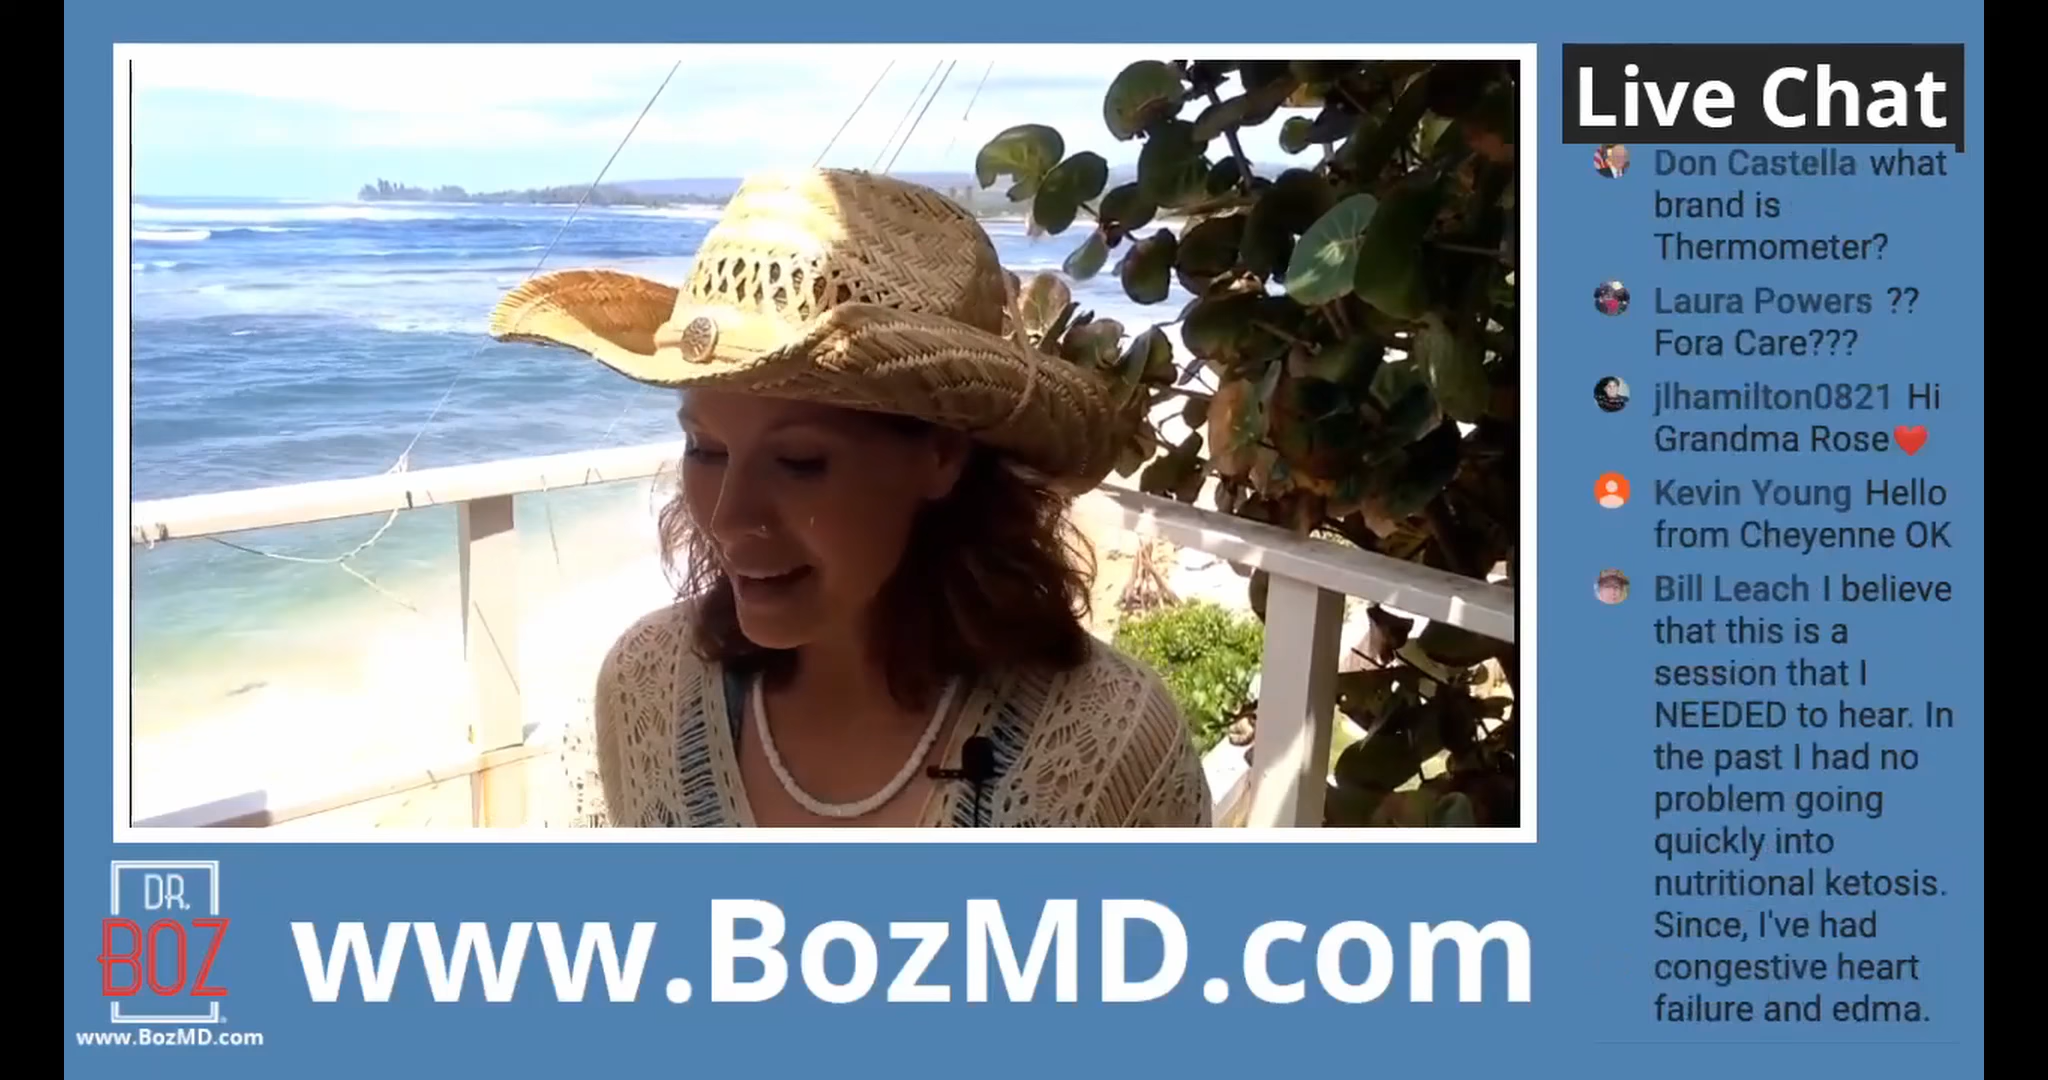 Live Chat
Don Castella what
brand is
Thermometer?
Laura Powers ??
Fora Care???
jlhamilton0821 Hi
Grandma Rose❤️
Kevin Young Hello
from Cheyenne OK
Bill Leach I believe
that this is a
session that I
NEEDED to hear. In
the past I had no
problem going
quickly into
nutritional ketosis.
Since, I've had
congestive heart
failure and edma.
DR.
BOZ
www.BozMD.com
www.BozMD.com